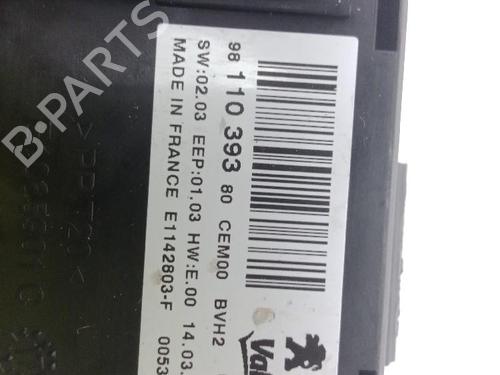 98 110 393 80 CEM00 BVH2
SW:02.03 EEP:01.03 HW:E.00 14.03.
MADE IN FRANCE E1142803-F 0053
Val
B-PARTS